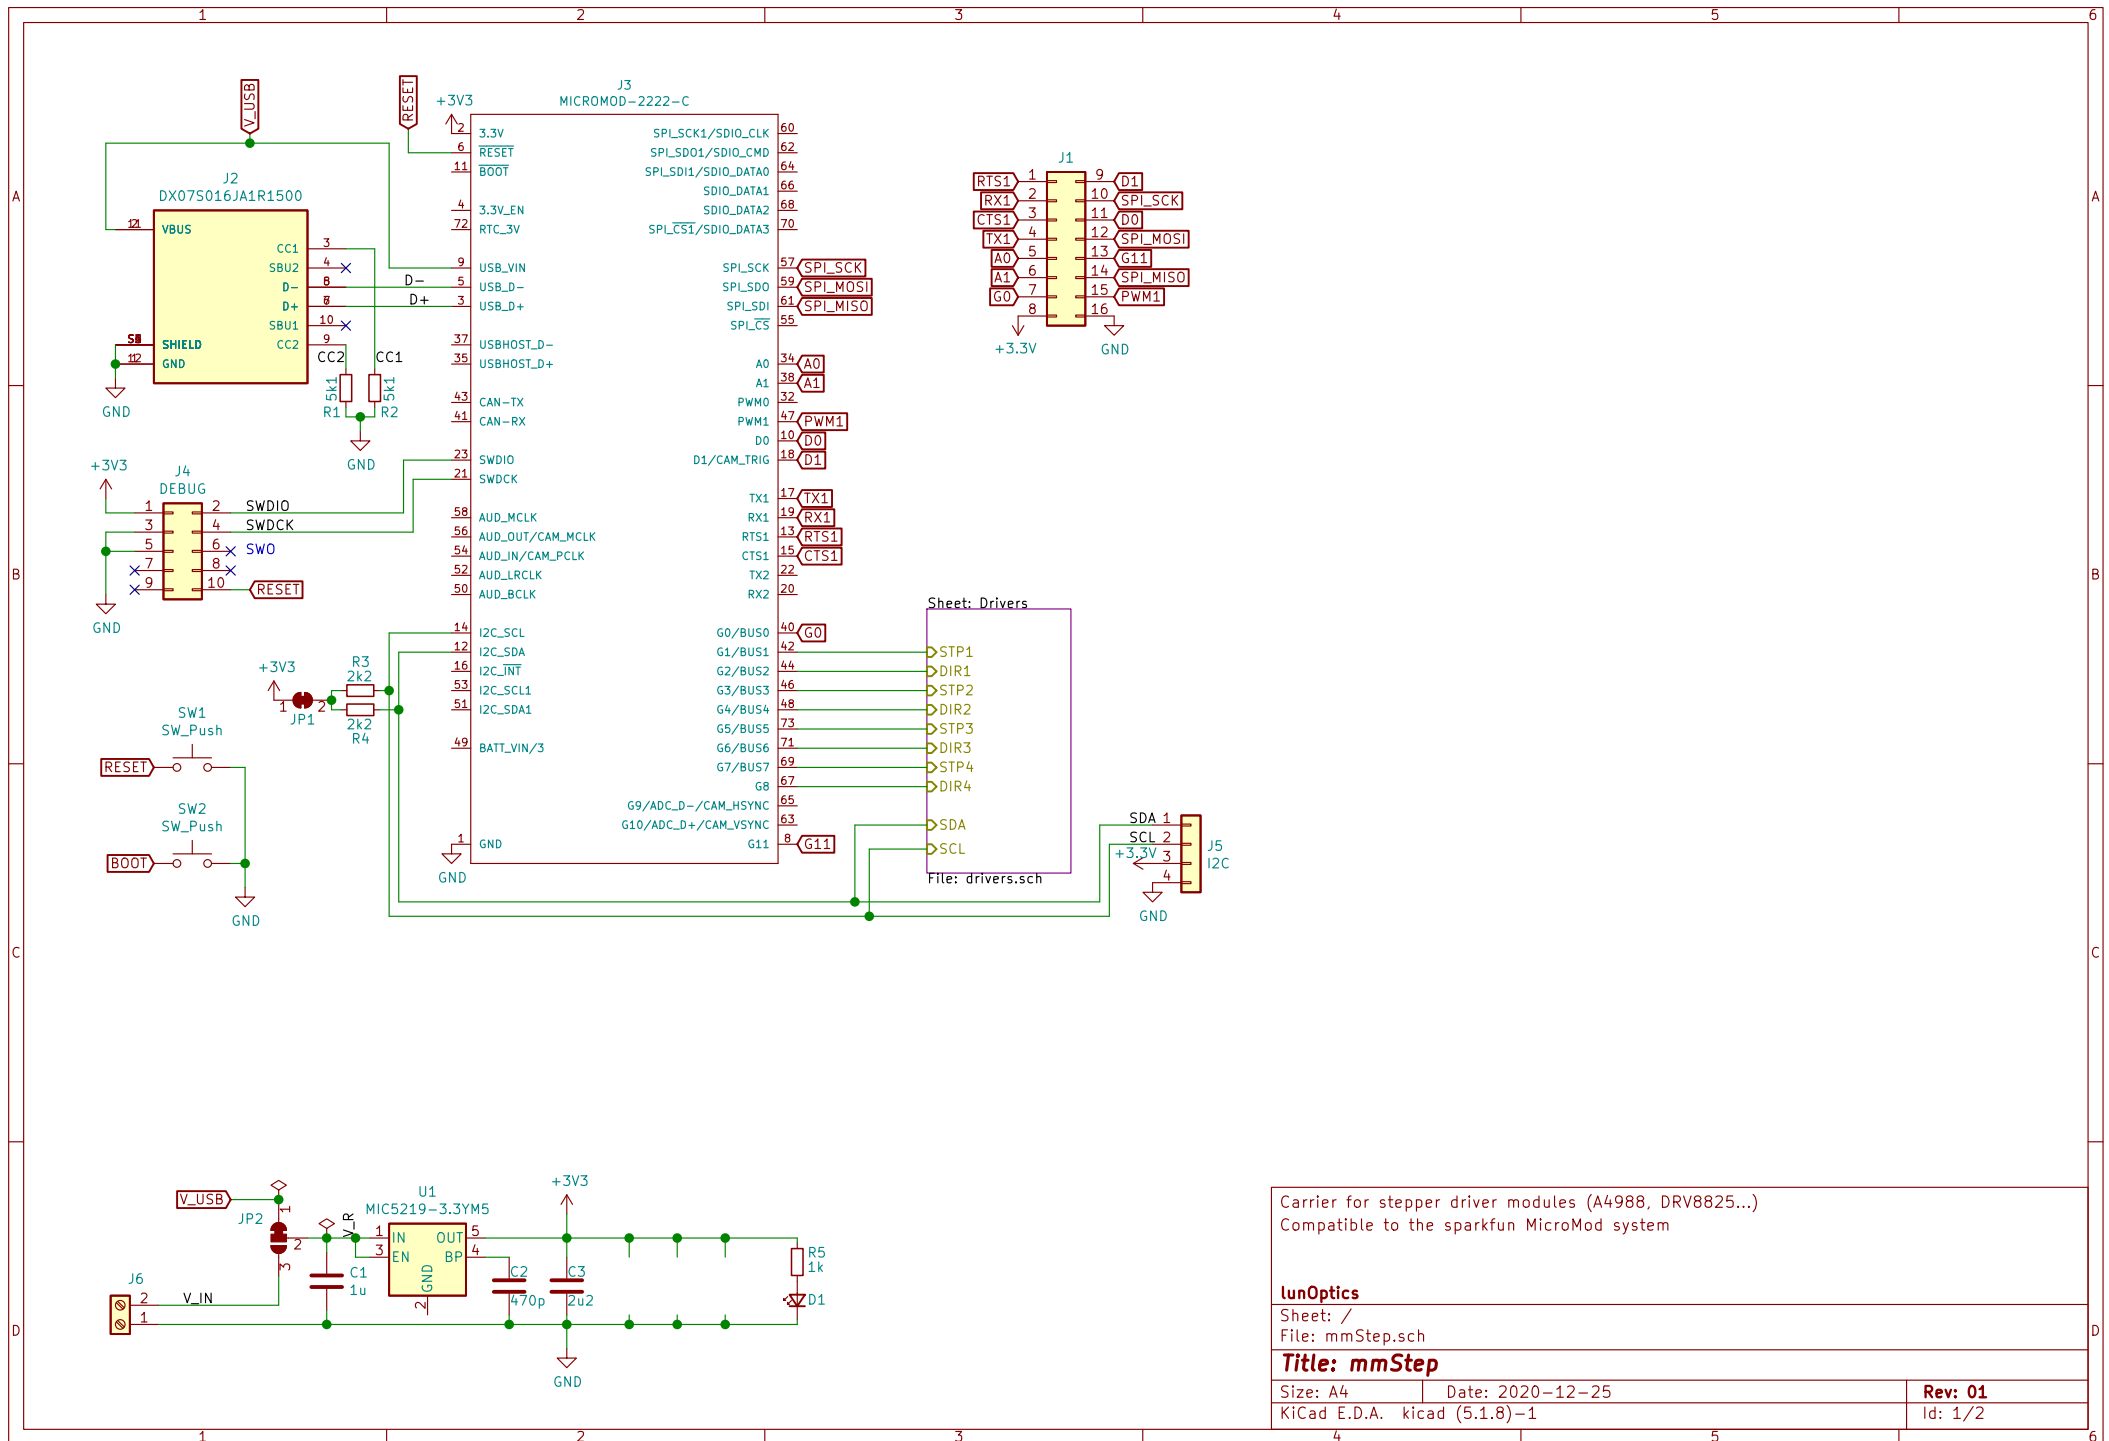 1 2 3 4 5 6
A
B
C
D
A
B
C
D
1 2 3 4 5 6
V_USB
RESET
+3V3
J3
MICROMOD-2222-C
2 3.3V
6 RESET
11 BOOT
4 3.3V_EN
72 RTC_3V
9 USB_VIN
5 USB_D-
3 USB_D+
37 USBHOST_D-
35 USBHOST_D+
43 CAN-TX
41 CAN-RX
23 SWDIO
21 SWDCK
58 AUD_MCLK
56 AUD_OUT/CAM_MCLK
54 AUD_IN/CAM_PCLK
52 AUD_LRCLK
50 AUD_BCLK
14 I2C_SCL
12 I2C_SDA
16 I2C_INT
53 I2C_SCL1
51 I2C_SDA1
49 BATT_VIN/3
1 GND
GND
SPI_SCK1/SDIO_CLK 60
SPI_SDO1/SDIO_CMD 62
SPI_SDI1/SDIO_DATA0 64
SDIO_DATA1 66
SDIO_DATA2 68
SPI_CS1/SDIO_DATA3 70
SPI_SCK 57 SPI_SCK
SPI_SDO 59 SPI_MOSI
SPI_SDI 61 SPI_MISO
SPI_CS 55
A0 34 A0
A1 38 A1
PWM0 32
PWM1 47 PWM1
D0 10 D0
D1/CAM_TRIG 18 D1
TX1 17 TX1
RX1 19 RX1
RTS1 13 RTS1
CTS1 15 CTS1
TX2 22
RX2 20
G0/BUS0 40 G0
G1/BUS1 42
G2/BUS2 44
G3/BUS3 46
G4/BUS4 48
G5/BUS5 73
G6/BUS6 71
G7/BUS7 69
G8 67
G9/ADC_D-/CAM_HSYNC 65
G10/ADC_D+/CAM_VSYNC 63
G11 8 G11
J2
DX07S016JA1R1500
VBUS
CC1 3
SBU2 4
D-
D+
SBU1 10
CC2 9
SHIELD
GND
GND
D-
D+
CC2 CC1
5k1 5k1
R1 R2
GND
J1
RTS1 1 9 D1
RX1 2 10 SPI_SCK
CTS1 3 11 D0
TX1 4 12 SPI_MOSI
A0 5 13 G11
A1 6 14 SPI_MISO
G0 7 15 PWM1
8 16
+3.3V GND
+3V3
J4
DEBUG
1 2 SWDIO
3 4 SWDCK
5 6 SWO
7 8
9 10 RESET
GND
+3V3
R3
2k2
1 2
JP1
2k2
R4
SW1
SW_Push
RESET
SW2
SW_Push
BOOT
GND
Sheet: Drivers
STP1
DIR1
STP2
DIR2
STP3
DIR3
STP4
DIR4
SDA
SCL
File: drivers.sch
SDA 1
SCL 2
+3.3V 3
4
J5
I2C
GND
V_USB
JP2
1
2
3
V_R
U1
MIC5219-3.3YM5
1 IN OUT 5
3 EN BP 4
GND
2
J6
2 V_IN
1
C1
1u
C2
470p
+3V3
C3
2u2
GND
R5
1k
D1
Carrier for stepper driver modules (A4988, DRV8825...)
Compatible to the sparkfun MicroMod system
lunOptics
Sheet: /
File: mmStep.sch
Title: mmStep
Size: A4 Date: 2020-12-25 Rev: 01
KiCad E.D.A. kicad (5.1.8)-1 Id: 1/2